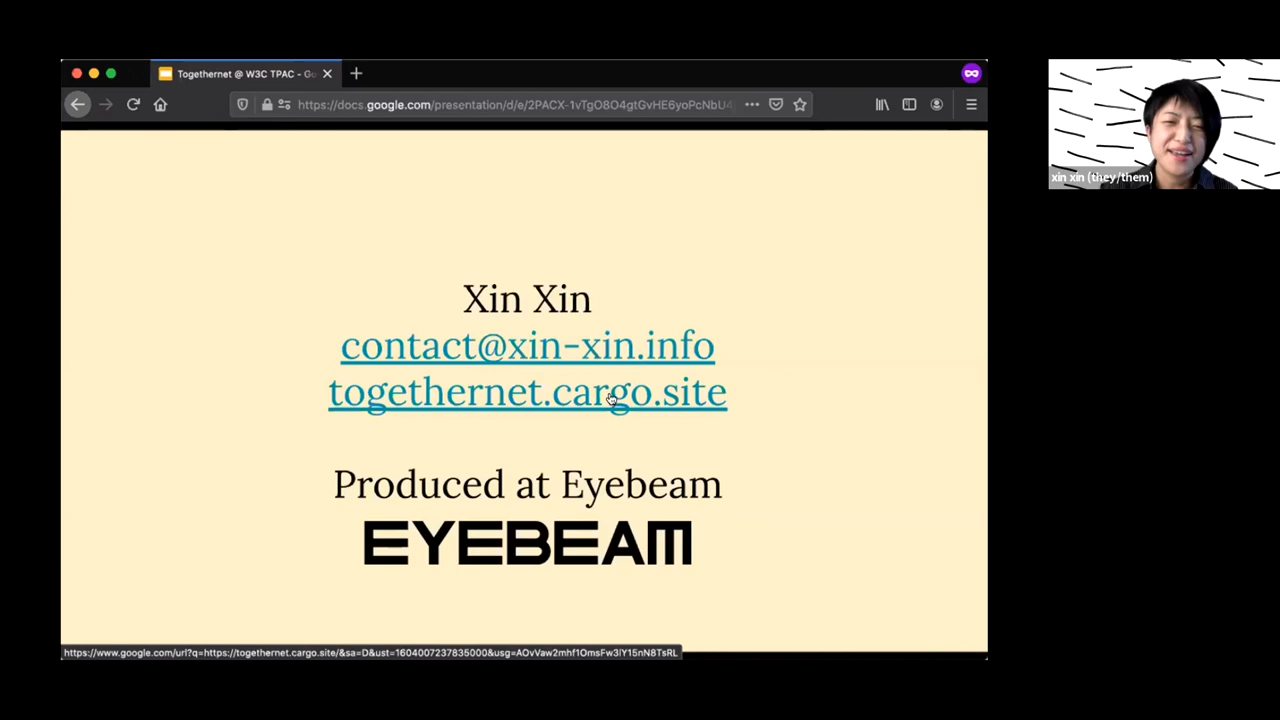 Togethernet @ W3C TPAC - Go
https://docs.google.com/presentation/d/e/2PACX-1vTgO8O4gtGvHE6yoPcNbU4
xin xin (they/them)
Xin Xin
contact@xin-xin.info
togethernet.cargo.site
Produced at Eyebeam
EYEBEAM
https://www.google.com/url?q=https://togethernet.cargo.site/&sa=D&ust=1604007237835000&usg=AOvVaw2mhf1OmsFw3lY15nN8TsRL